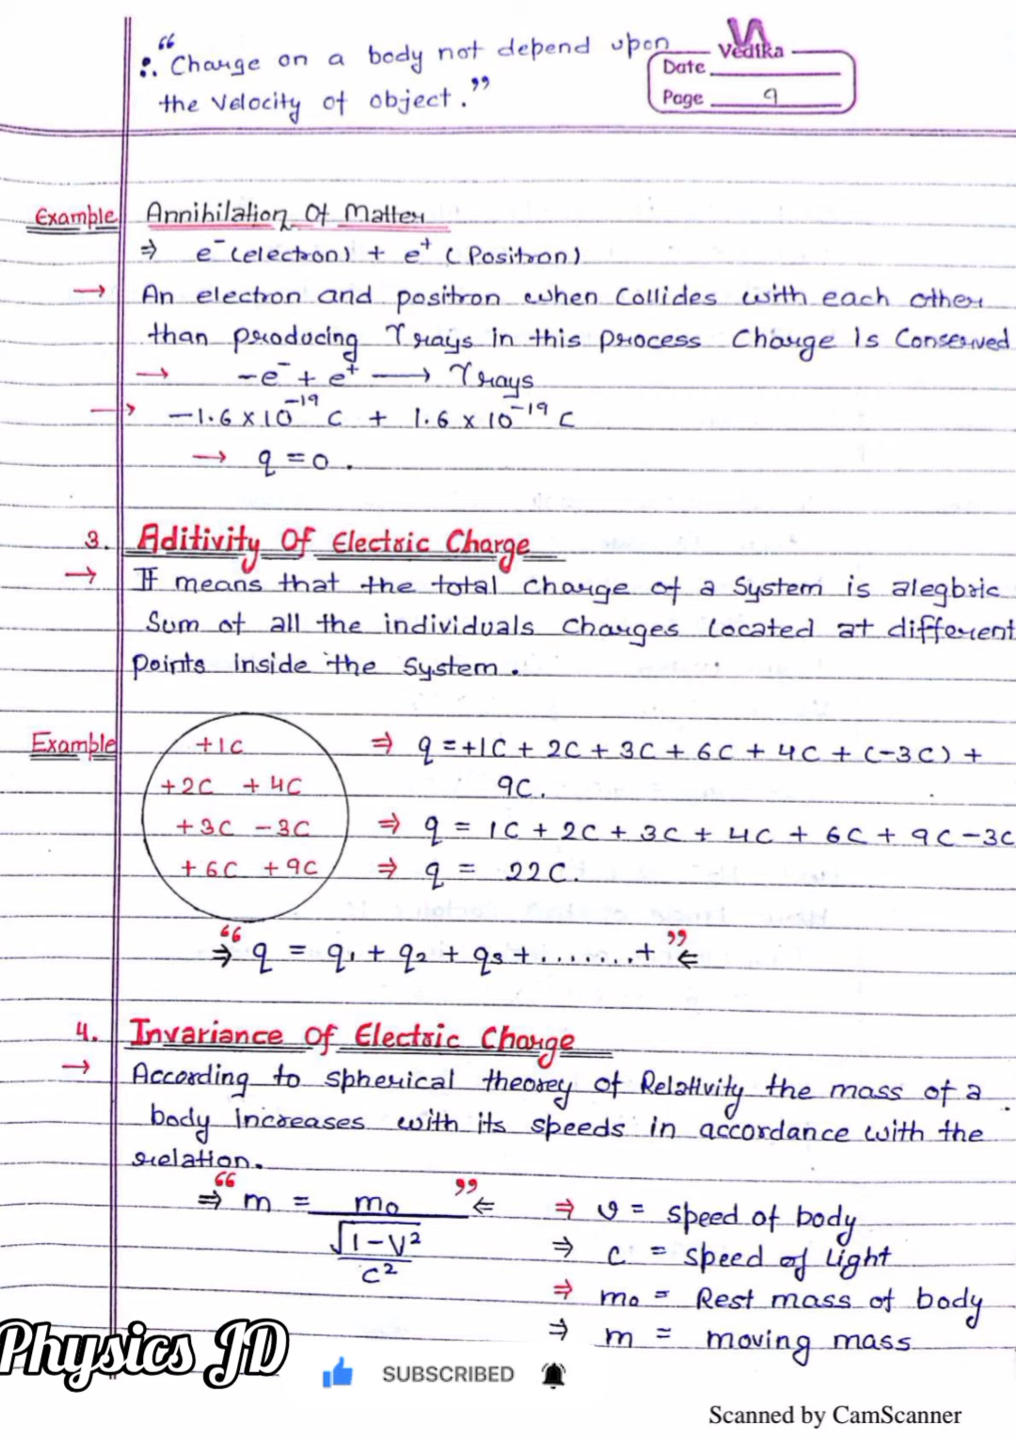 ∴ “Charge on a body not depend upon
the velocity of object.”
Vedika
Date
Page 9
Example Annihilation Of Matter
⇒ e⁻(electron) + e⁺ (Positron)
→ An electron and positron when Collides with each other
than producing γ rays in this process Charge Is Conserved
→ -e⁻ + e⁺ ⟶ γ rays
→ -1.6 x 10⁻¹⁹ C + 1.6 x 10⁻¹⁹ C
→ q = 0.
3. Aditivity Of Electric Charge
→ It means that the total Charge of a System is alegbric
Sum of all the individuals Charges Located at different
points inside the System.
Example
+1C
+2C +4C
+3C -3C
+6C +9C
⇒ q = +1C + 2C + 3C + 6C + 4C + (-3C) +
9C.
⇒ q = 1C + 2C + 3C + 4C + 6C + 9C - 3C
⇒ q = 22C.
⇒ “q = q₁ + q₂ + q₃ + .......+ ” ⇐
4. Invariance Of Electric Charge
→ According to spherical theorey of Relativity the mass of a
body increases with its speeds in accordance with the
relation.
⇒ “m = m₀ / √1-V² / C² ” ⇐
⇒ v = speed of body
⇒ c = speed of light
⇒ m₀ = Rest mass of body
⇒ m = moving mass
Physics JD
SUBSCRIBED
Scanned by CamScanner